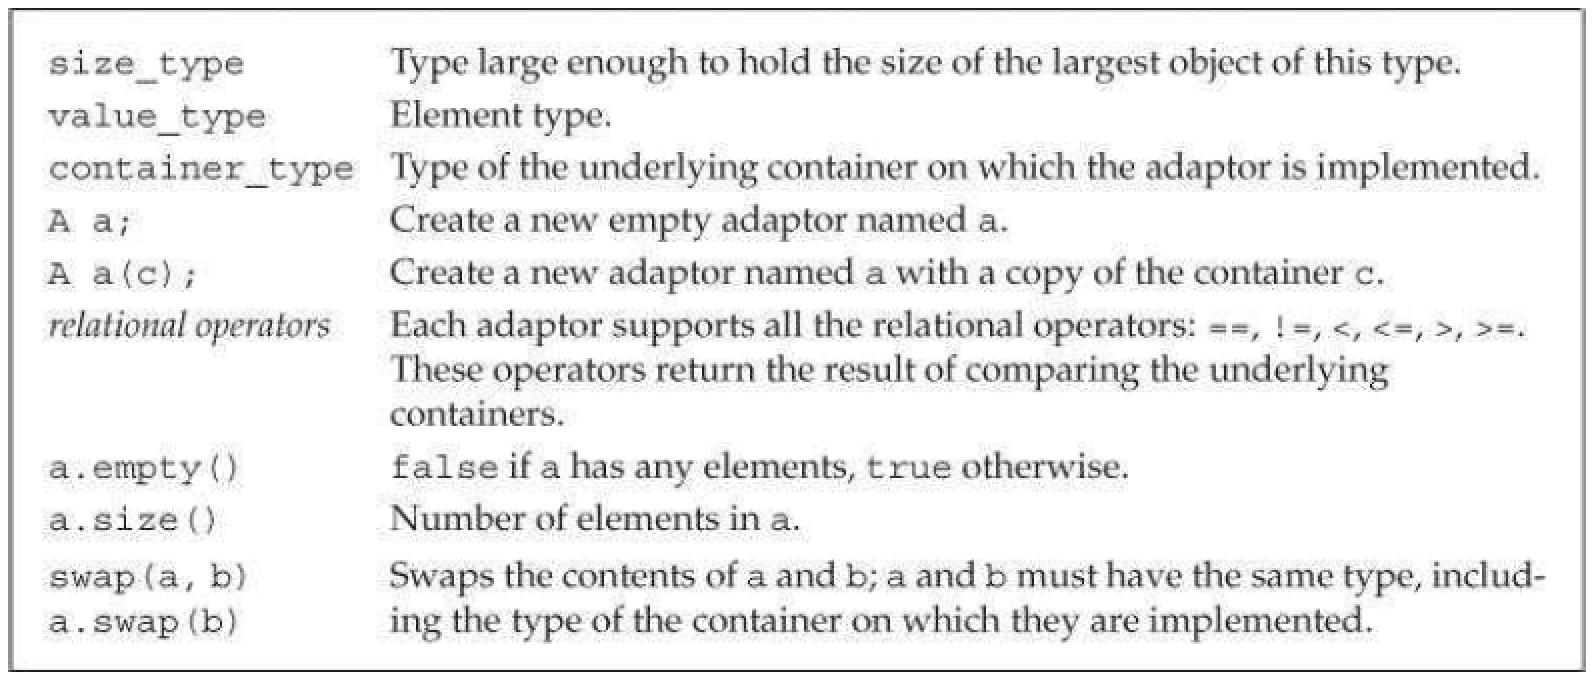 size_type Type large enough to hold the size of the largest object of this type.
value_type Element type.
container_type Type of the underlying container on which the adaptor is implemented.
A a; Create a new empty adaptor named a.
A a(c); Create a new adaptor named a with a copy of the container c.
relational operators Each adaptor supports all the relational operators: ==, !=, <, <=, >, >=.
These operators return the result of comparing the underlying
containers.
a.empty() false if a has any elements, true otherwise.
a.size() Number of elements in a.
swap(a, b) Swaps the contents of a and b; a and b must have the same type, includ-
a.swap(b) ing the type of the container on which they are implemented.